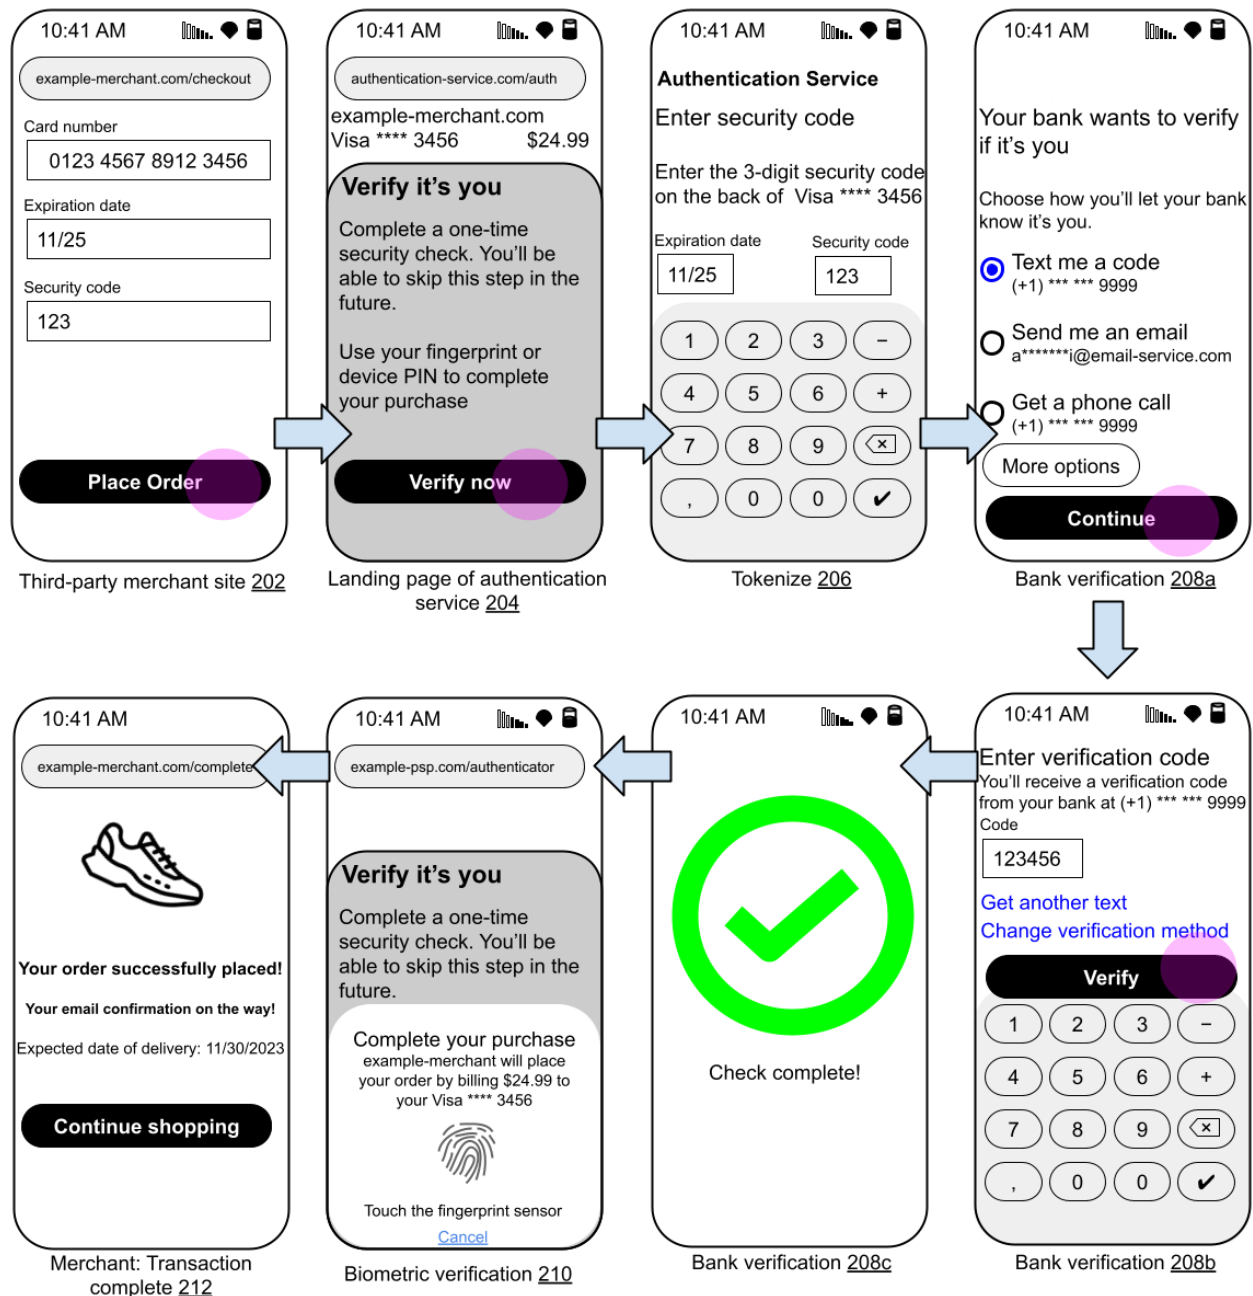 10:41 AM
example-merchant.com/checkout
Card number
0123 4567 8912 3456
Expiration date
11/25
Security code
123
Place Order
Third-party merchant site 202
10:41 AM
authentication-service.com/auth
example-merchant.com
Visa **** 3456 $24.99
Verify it's you
Complete a one-time
security check. You'll be
able to skip this step in the
future.
Use your fingerprint or
device PIN to complete
your purchase
Verify now
Landing page of authentication
service 204
10:41 AM
Authentication Service
Enter security code
Enter the 3-digit security code
on the back of Visa **** 3456
Expiration date Security code
11/25 123
1 2 3 −
4 5 6 +
7 8 9
, 0 0 ✔
Tokenize 206
10:41 AM
Your bank wants to verify
if it's you
Choose how you'll let your bank
know it's you.
Text me a code
(+1) *** *** 9999
Send me an email
a*******i@email-service.com
Get a phone call
(+1) *** *** 9999
More options
Continue
Bank verification 208a
10:41 AM
Enter verification code
You'll receive a verification code
from your bank at (+1) *** *** 9999
Code
123456
Get another text
Change verification method
Verify
1 2 3 −
4 5 6 +
7 8 9
, 0 0 ✔
Bank verification 208b
10:41 AM
Check complete!
Bank verification 208c
10:41 AM
example-psp.com/authenticator
Verify it's you
Complete a one-time
security check. You'll be
able to skip this step in the
future.
Complete your purchase
example-merchant will place
your order by billing $24.99 to
your Visa **** 3456
Touch the fingerprint sensor
Cancel
Biometric verification 210
10:41 AM
example-merchant.com/complete
Your order successfully placed!
Your email confirmation on the way!
Expected date of delivery: 11/30/2023
Continue shopping
Merchant: Transaction
complete 212